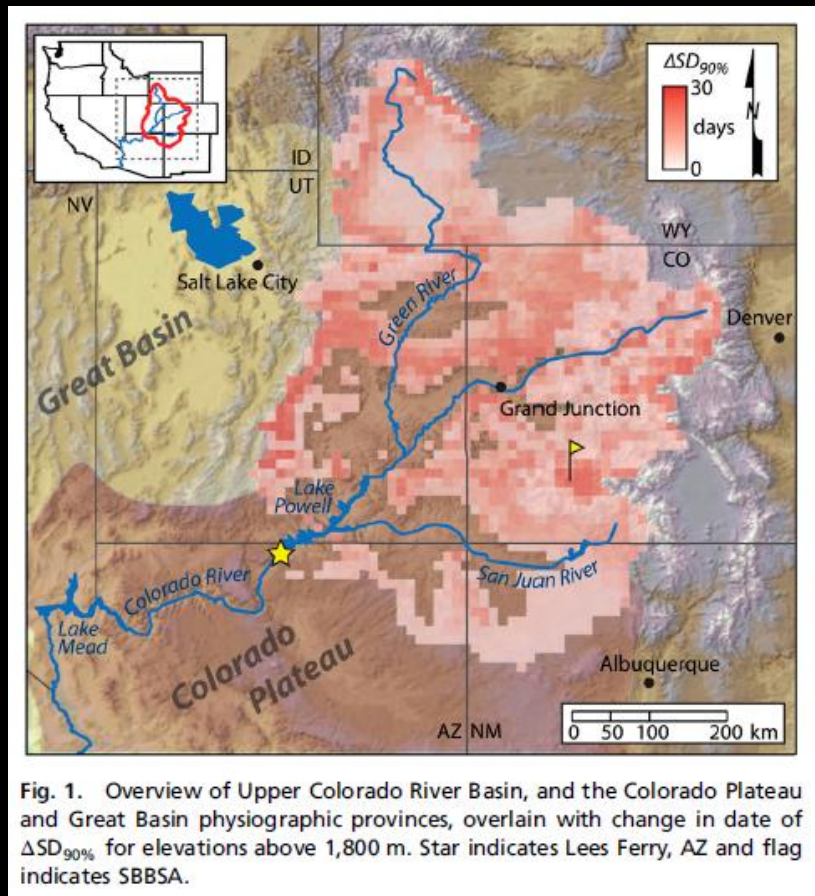 ΔSD90%
30
days
0
N
ID
UT
NV
WY
CO
Salt Lake City
Green River
Denver
Great Basin
Grand Junction
Lake
Powell
San Juan River
Colorado River
Lake
Mead
Colorado
Plateau
Albuquerque
AZ NM
0 50 100 200 km
Fig. 1. Overview of Upper Colorado River Basin, and the Colorado Plateau
and Great Basin physiographic provinces, overlain with change in date of
ΔSD90% for elevations above 1,800 m. Star indicates Lees Ferry, AZ and flag
indicates SBBSA.